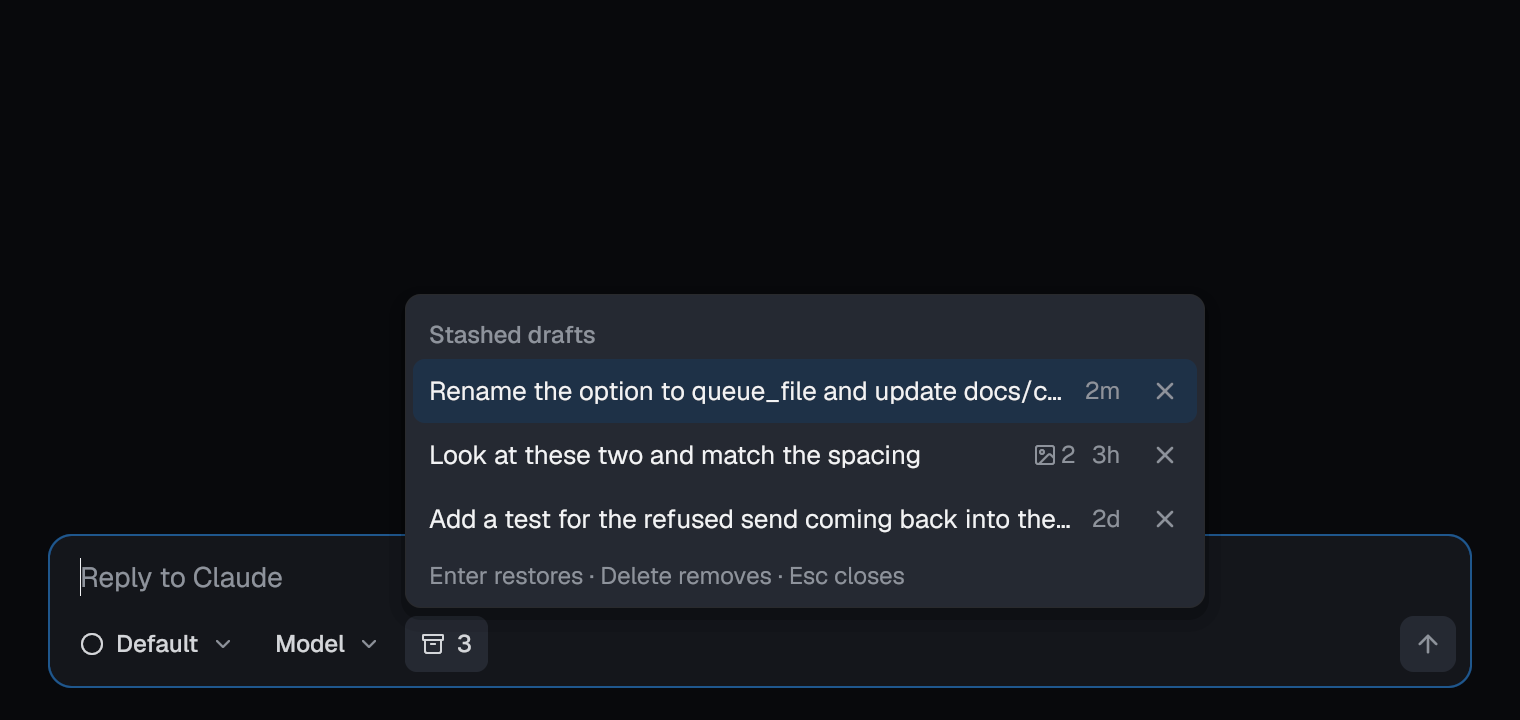 Stashed drafts
Rename the option to queue_file and update docs/c... 2m
Look at these two and match the spacing 2 3h
Add a test for the refused send coming back into the... 2d
Enter restores · Delete removes · Esc closes
Reply to Claude
Default Model 3